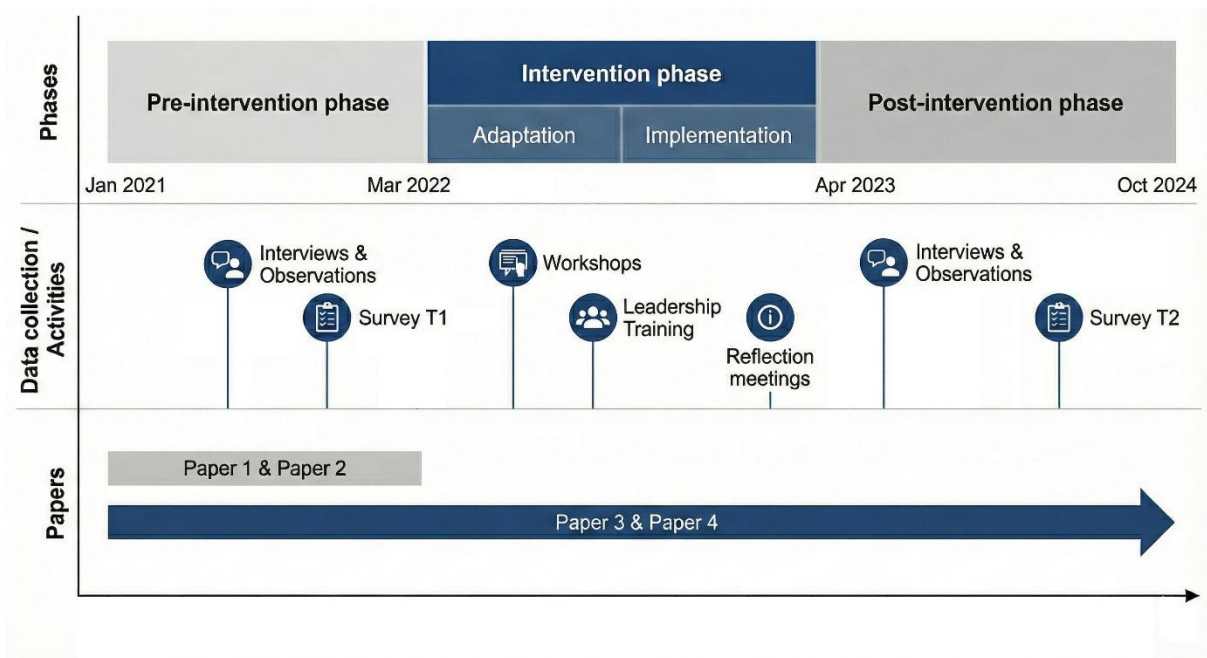 Phases
Pre-intervention phase
Intervention phase
Adaptation
Implementation
Post-intervention phase
Jan 2021
Mar 2022
Apr 2023
Oct 2024
Data collection /
Activities
Interviews &
Observations
Survey T1
Workshops
Leadership
Training
Reflection
meetings
Interviews &
Observations
Survey T2
Papers
Paper 1 & Paper 2
Paper 3 & Paper 4